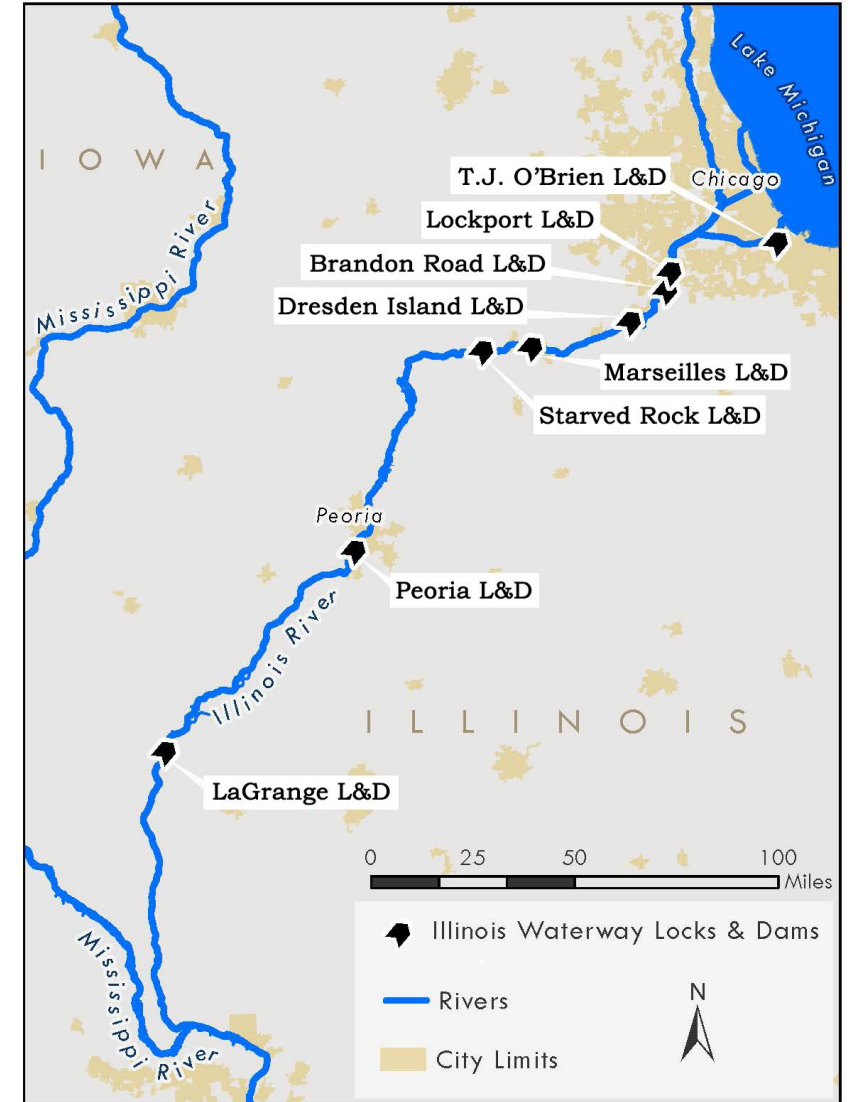 Lake Michigan
IOWA
T.J. O'Brien L&D
Chicago
Lockport L&D
Mississippi River
Brandon Road L&D
Dresden Island L&D
Marseilles L&D
Starved Rock L&D
Peoria
Peoria L&D
Illinois River
ILLINOIS
LaGrange L&D
0 25 50 100
Miles
Mississippi River
Illinois Waterway Locks & Dams
Rivers
N
City Limits